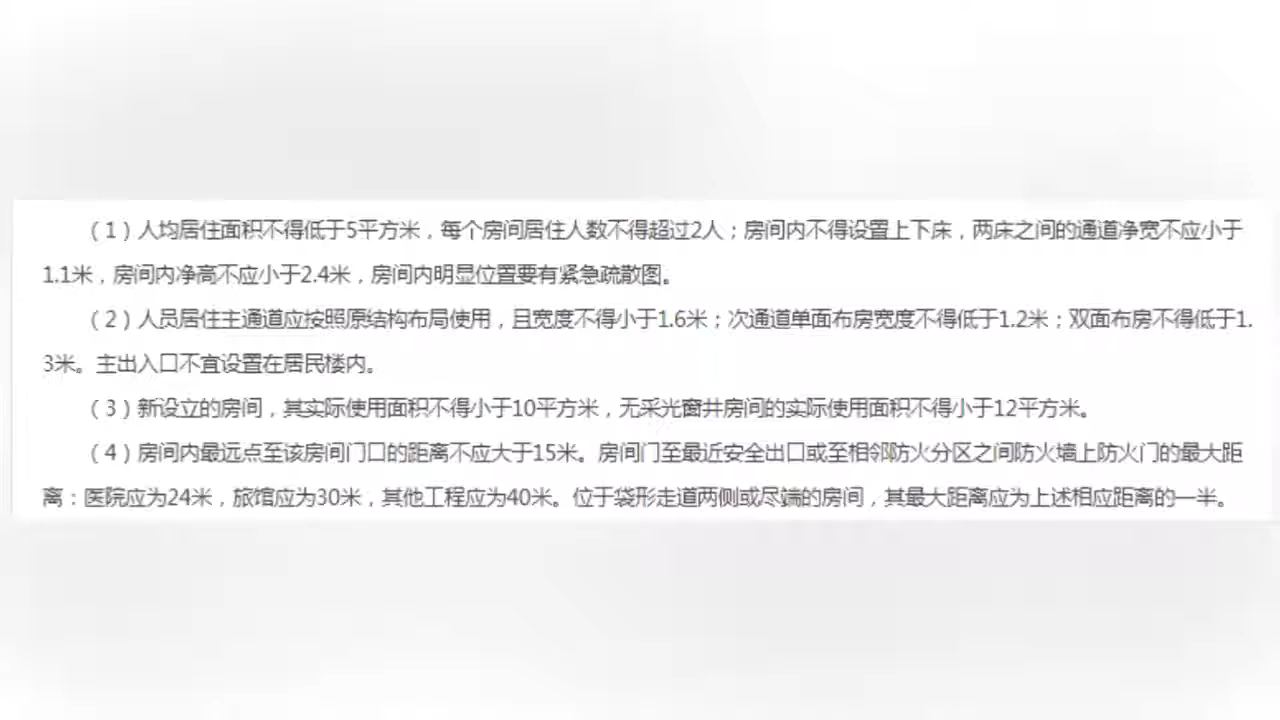 （1）人均居住面积不得低于5平方米，每个房间居住人数不得超过2人；房间内不得设置上下床，两床之间的通道净宽不应小于
1.1米，房间内净高不应小于2.4米，房间内明显位置要有紧急疏散图。
（2）人员居住主通道应按照原结构布局使用，且宽度不得小于1.6米；次通道单面布房宽度不得低于1.2米；双面布房不得低于1.
3米。主出入口不宜设置在居民楼内。
（3）新设立的房间，其实际使用面积不得小于10平方米，无采光窗井房间的实际使用面积不得小于12平方米。
（4）房间内最远点至该房间门口的距离不应大于15米。房间门至最近安全出口或至相邻防火分区之间防火墙上防火门的最大距
离：医院应为24米，旅馆应为30米，其他工程应为40米。位于袋形走道两侧或尽端的房间，其最大距离应为上述相应距离的一半。